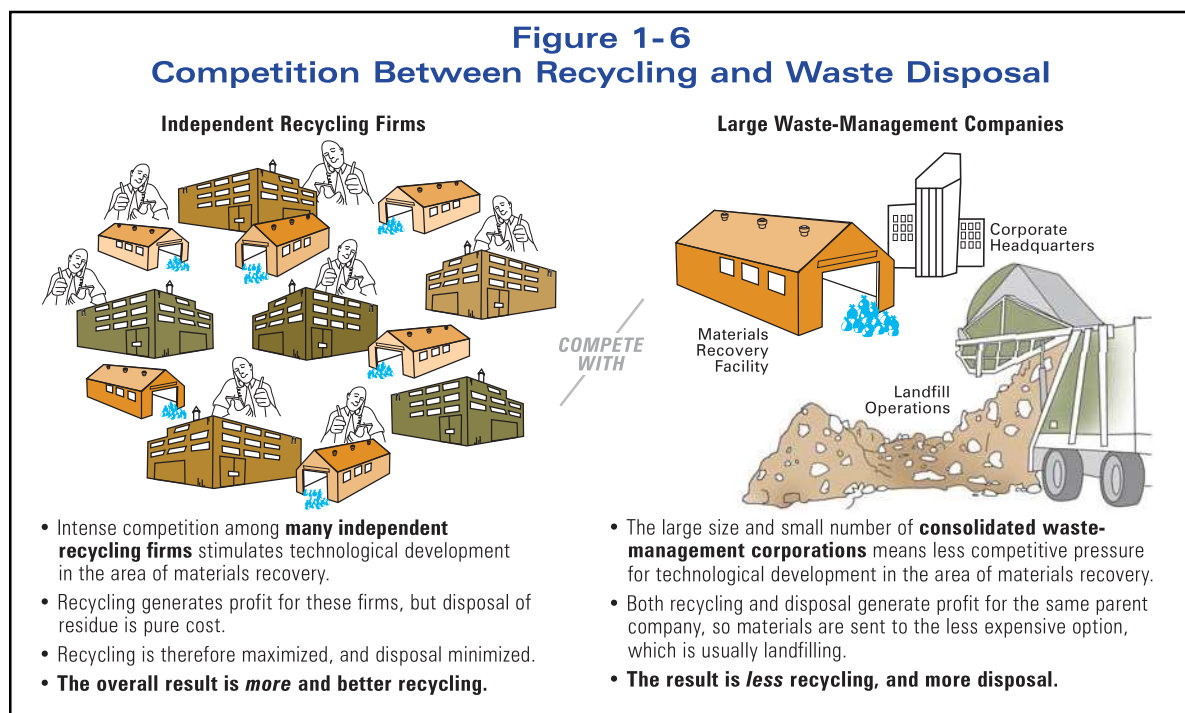 Figure 1-6
Competition Between Recycling and Waste Disposal
Independent Recycling Firms
COMPETE
WITH
• Intense competition among many independent
recycling firms stimulates technological development
in the area of materials recovery.
• Recycling generates profit for these firms, but disposal of
residue is pure cost.
• Recycling is therefore maximized, and disposal minimized.
• The overall result is more and better recycling.
Large Waste-Management Companies
Corporate
Headquarters
Materials
Recovery
Facility
Landfill
Operations
• The large size and small number of consolidated waste-
management corporations means less competitive pressure
for technological development in the area of materials recovery.
• Both recycling and disposal generate profit for the same parent
company, so materials are sent to the less expensive option,
which is usually landfilling.
• The result is less recycling, and more disposal.